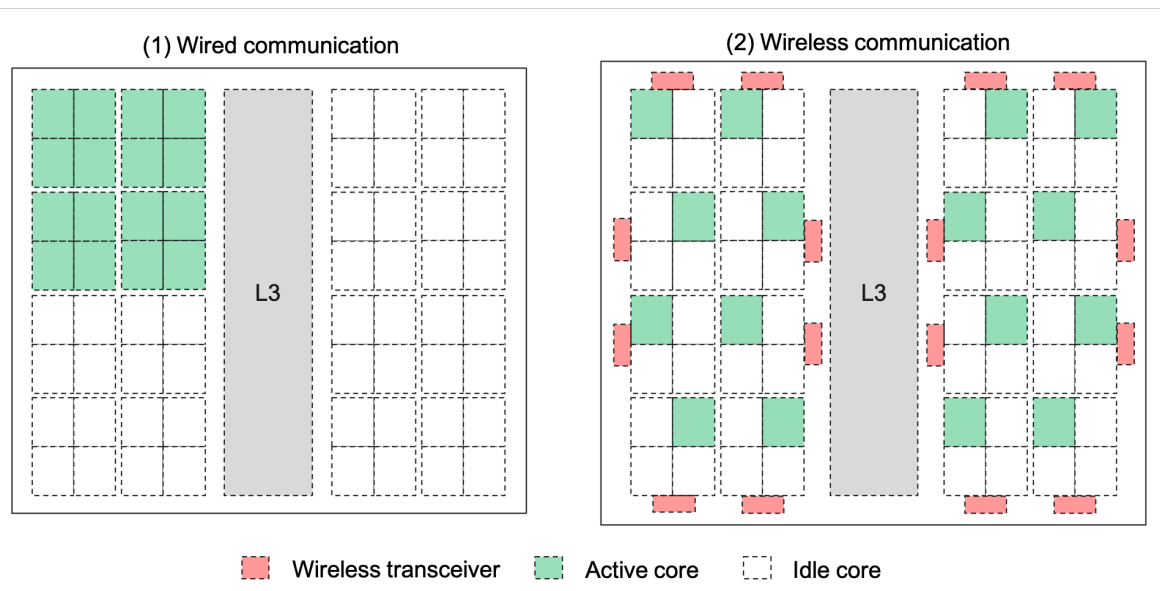 (1) Wired communication
(2) Wireless communication
L3
L3
Wireless transceiver
Active core
Idle core